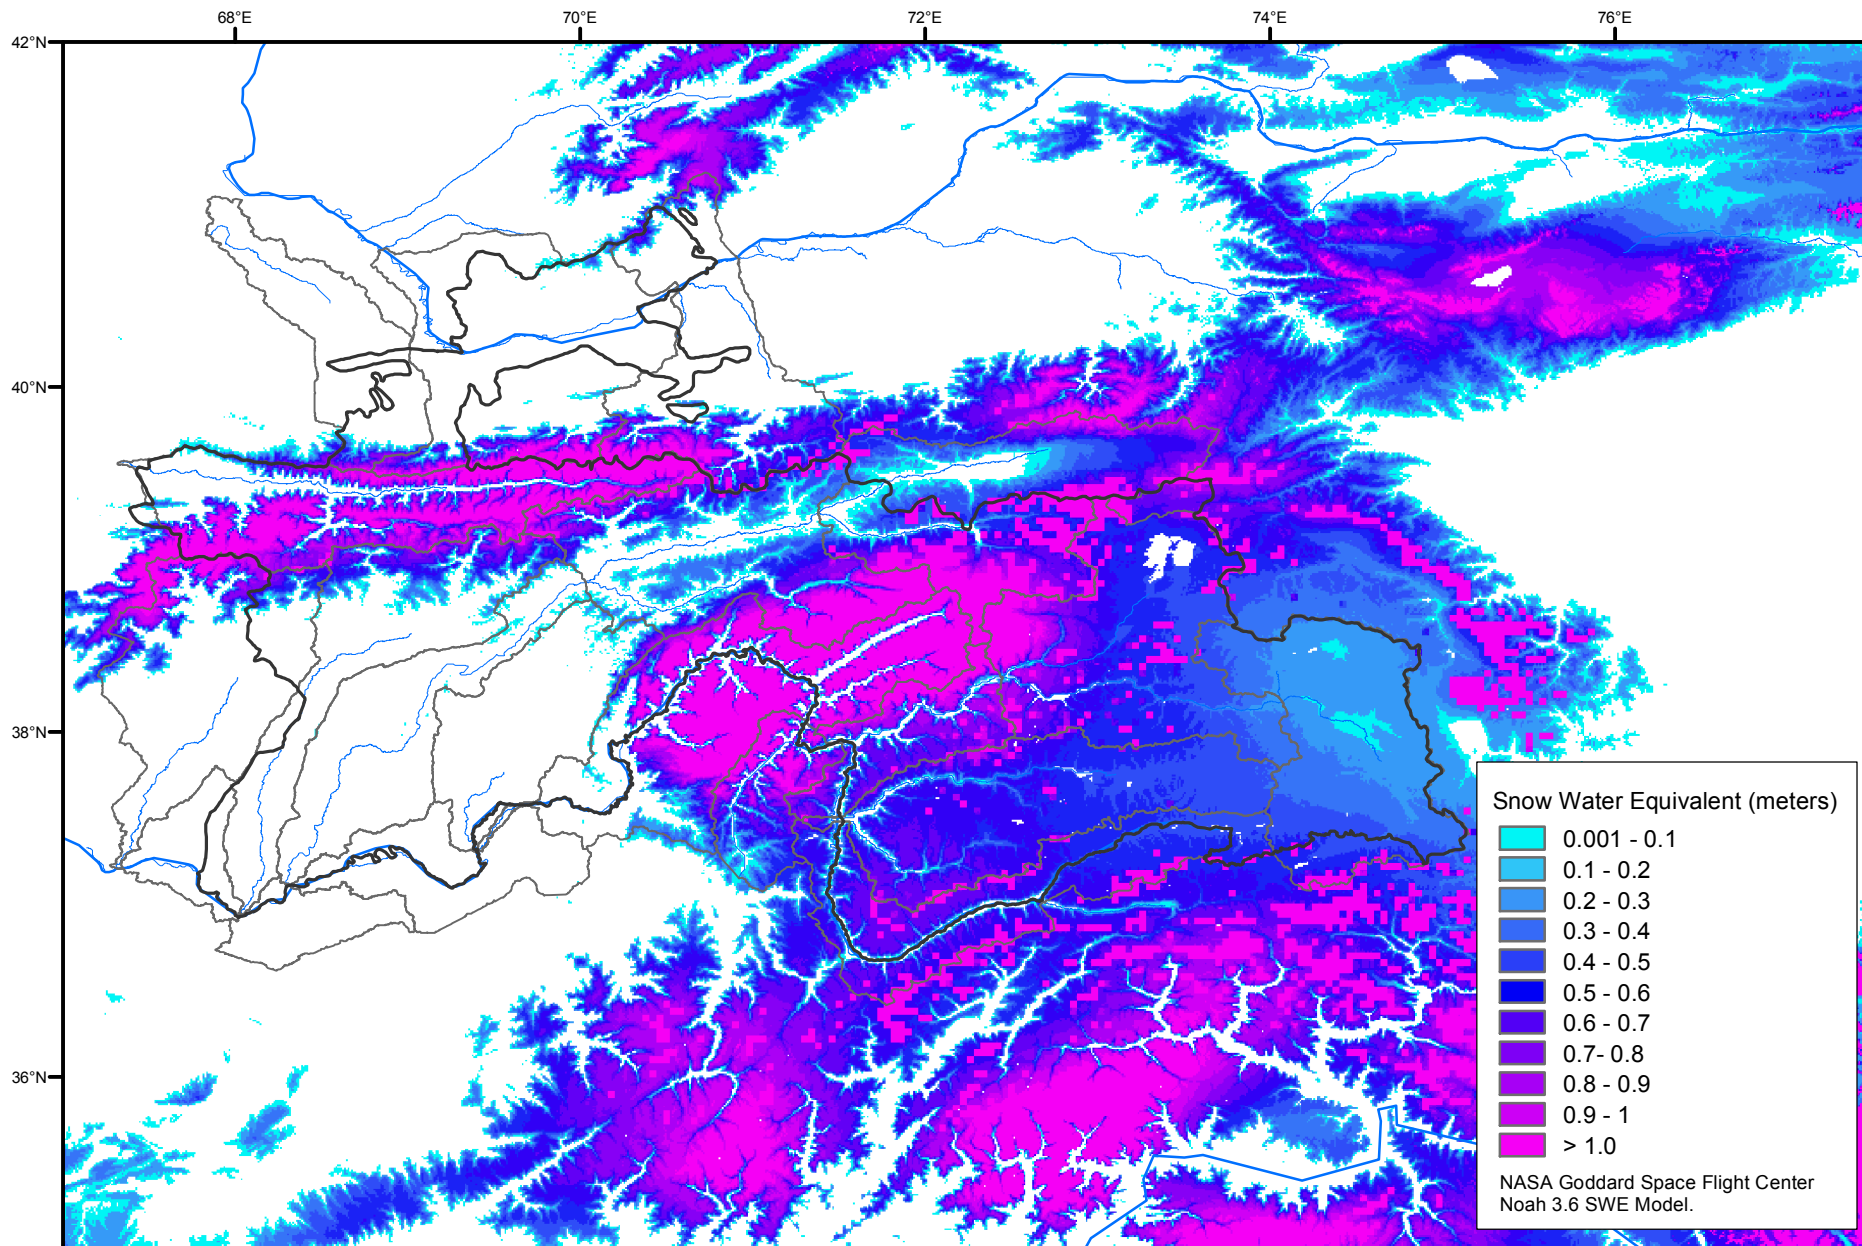 68°E 70°E 72°E 74°E 76°E
42°N
40°N
38°N
36°N
Snow Water Equivalent (meters)
0.001 - 0.1
0.1 - 0.2
0.2 - 0.3
0.3 - 0.4
0.4 - 0.5
0.5 - 0.6
0.6 - 0.7
0.7- 0.8
0.8 - 0.9
0.9 - 1
> 1.0
NASA Goddard Space Flight Center
Noah 3.6 SWE Model.